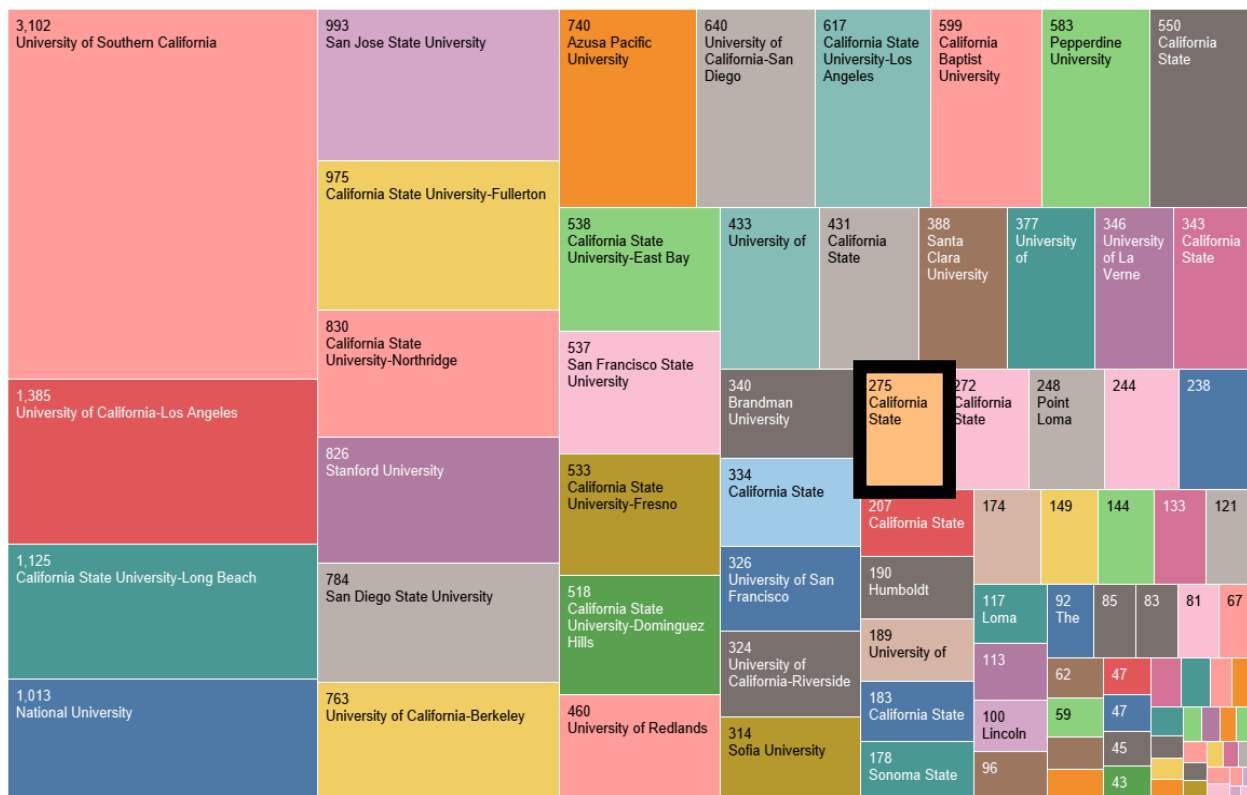 3,102
University of Southern California
1,385
University of California-Los Angeles
1,125
California State University-Long Beach
1,013
National University
993
San Jose State University
975
California State University-Fullerton
830
California State
University-Northridge
826
Stanford University
784
San Diego State University
763
University of California-Berkeley
740
Azusa Pacific
University
640
University of
California-San
Diego
617
California State
University-Los
Angeles
599
California
Baptist
University
583
Pepperdine
University
550
California
State
538
California State
University-East Bay
537
San Francisco State
University
533
California State
University-Fresno
518
California State
University-Dominguez
Hills
460
University of Redlands
433
University of
431
California
State
388
Santa
Clara
University
377
University
of
346
University
of La
Verne
343
California
State
340
Brandman
University
334
California State
326
University of San
Francisco
324
University of
California-Riverside
314
Sofia University
275
California
State
272
California
State
248
Point
Loma
244
238
207
California State
190
Humboldt
189
University of
183
California State
178
Sonoma State
174
149
144
133
121
117
Loma
113
100
Lincoln
96
92
The
85
83
81
67
62
59
47
47
45
43